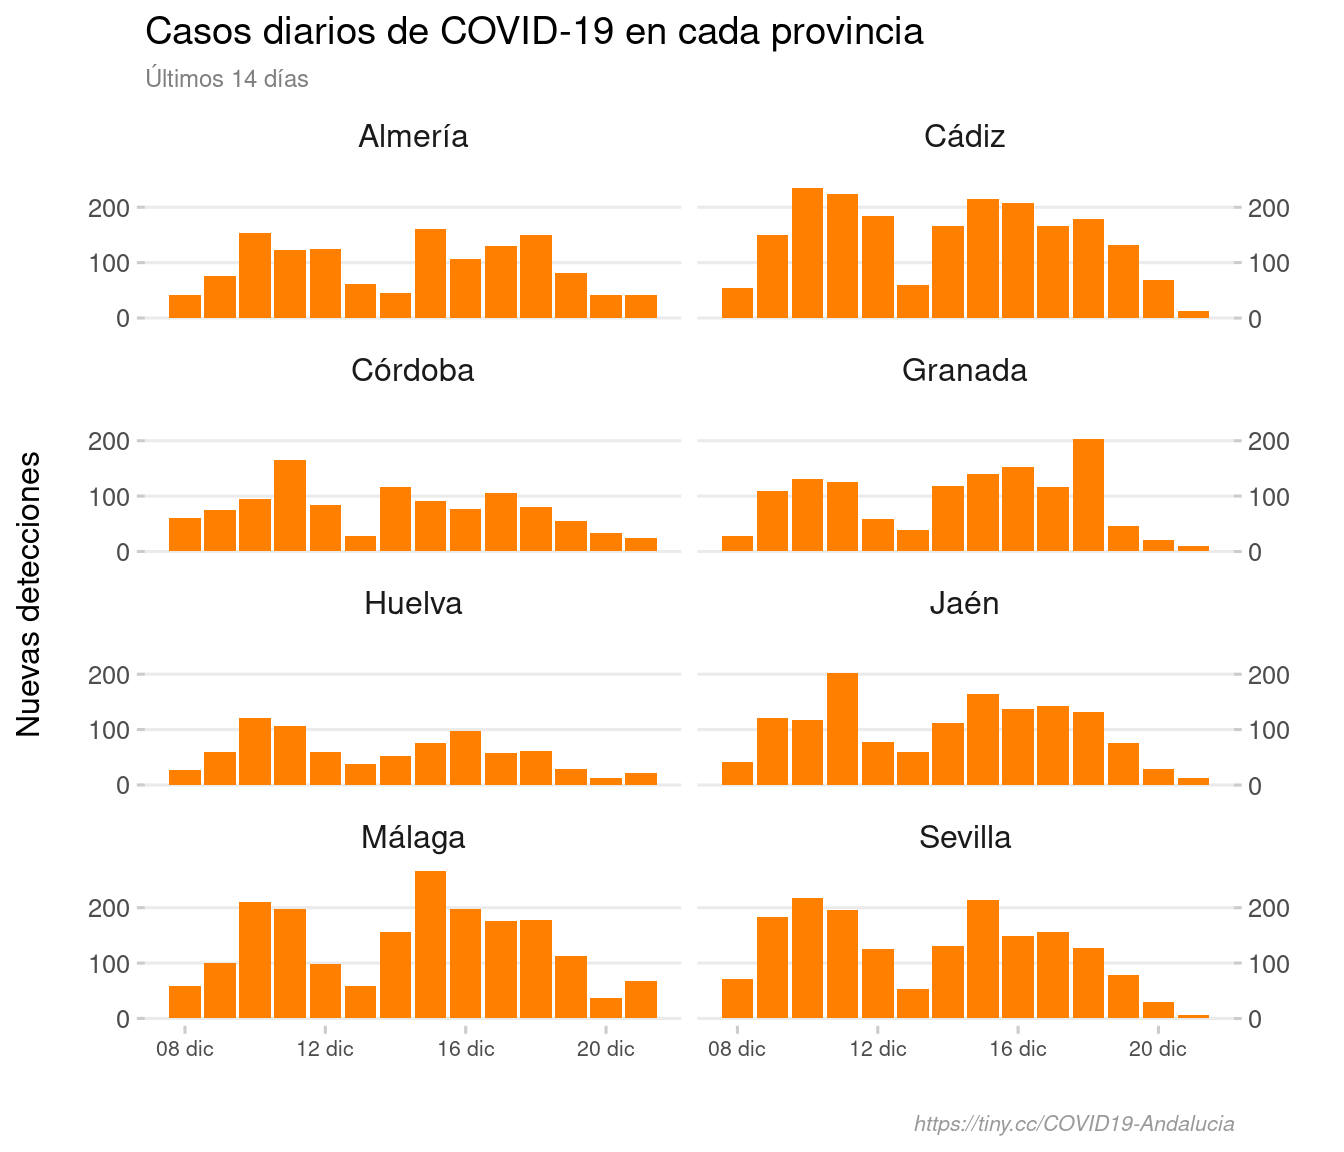 Casos diarios de COVID-19 en cada provincia
Últimos 14 días
Almería
Cádiz
200
100
0
200
100
0
Córdoba
Granada
200
100
0
200
100
0
Nuevas detecciones
Huelva
Jaén
200
100
0
200
100
0
Málaga
Sevilla
200
100
0
200
100
0
08 dic 12 dic 16 dic 20 dic
08 dic 12 dic 16 dic 20 dic
https://tiny.cc/COVID19-Andalucia